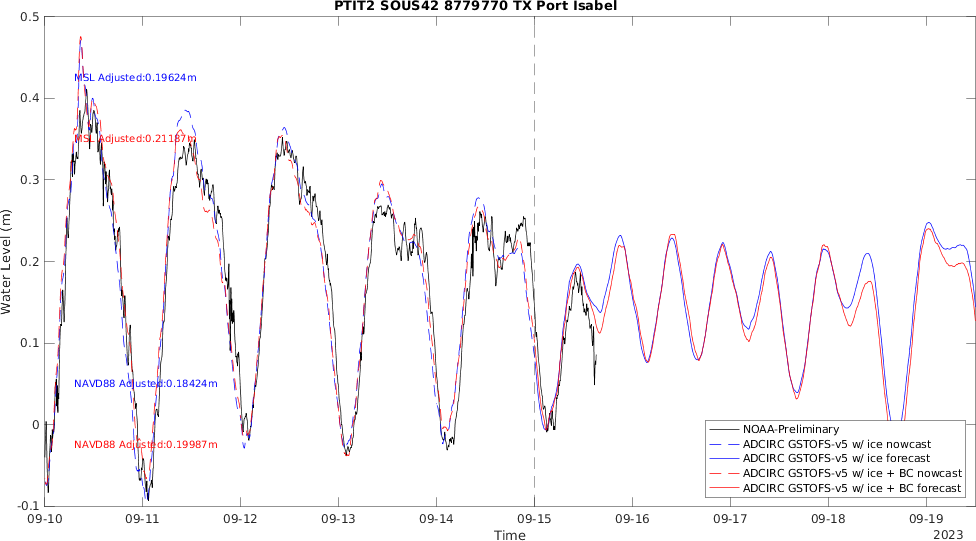 PTIT2 SOUS42 8779770 TX Port Isabel
0.5
0.4
0.3
0.2
0.1
0
-0.1
Water Level (m)
MSL Adjusted:0.19624m
MSL Adjusted:0.21187m
NAVD88 Adjusted:0.18424m
NAVD88 Adjusted:0.19987m
NOAA-Preliminary
ADCIRC GSTOFS-v5 w/ ice nowcast
ADCIRC GSTOFS-v5 w/ ice forecast
ADCIRC GSTOFS-v5 w/ ice + BC nowcast
ADCIRC GSTOFS-v5 w/ ice + BC forecast
09-10 09-11 09-12 09-13 09-14 09-15 09-16 09-17 09-18 09-19
Time
2023